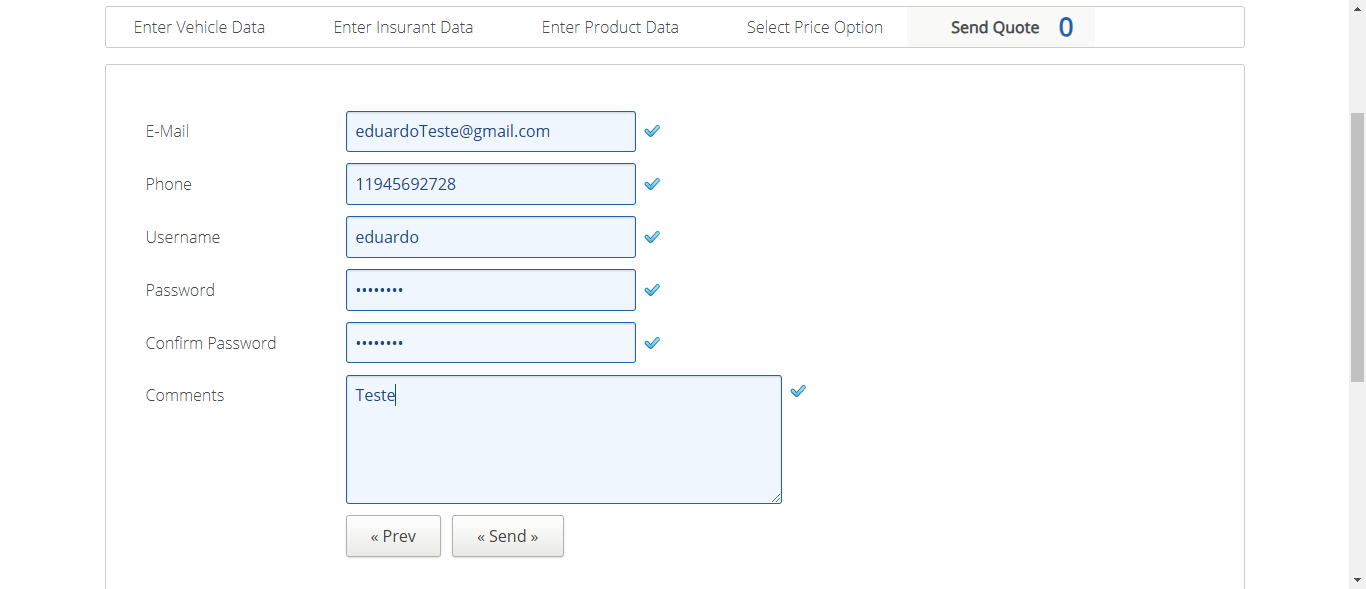 Enter Vehicle Data Enter Insurant Data Enter Product Data Select Price Option Send Quote 0
E-Mail eduardoTeste@gmail.com
Phone 11945692728
Username eduardo
Password ••••••••
Confirm Password ••••••••
Comments Teste
« Prev « Send »